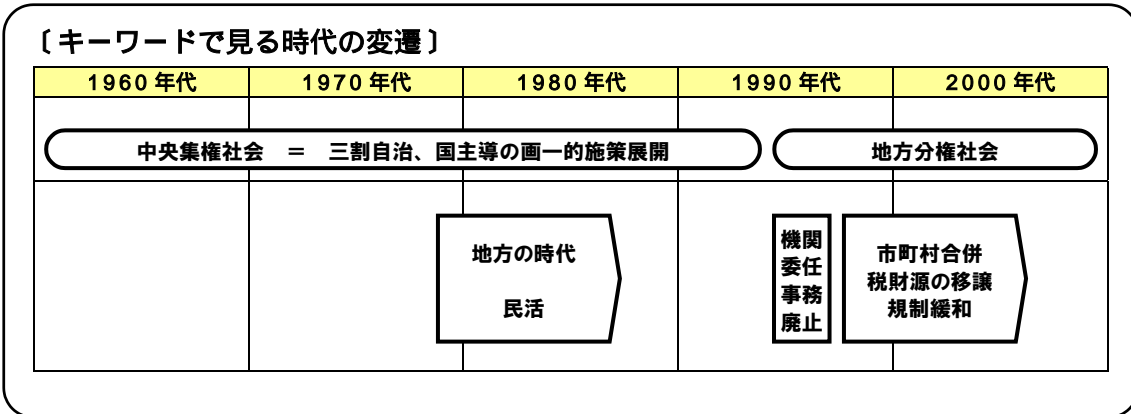 〔キーワードで見る時代の変遷〕
1960年代 1970年代 1980年代 1990年代 2000年代
中央集権社会 = 三割自治、国主導の画一的施策展開
地方分権社会
地方の時代
民活
機関
委任
事務
廃止
市町村合併
税財源の移譲
規制緩和